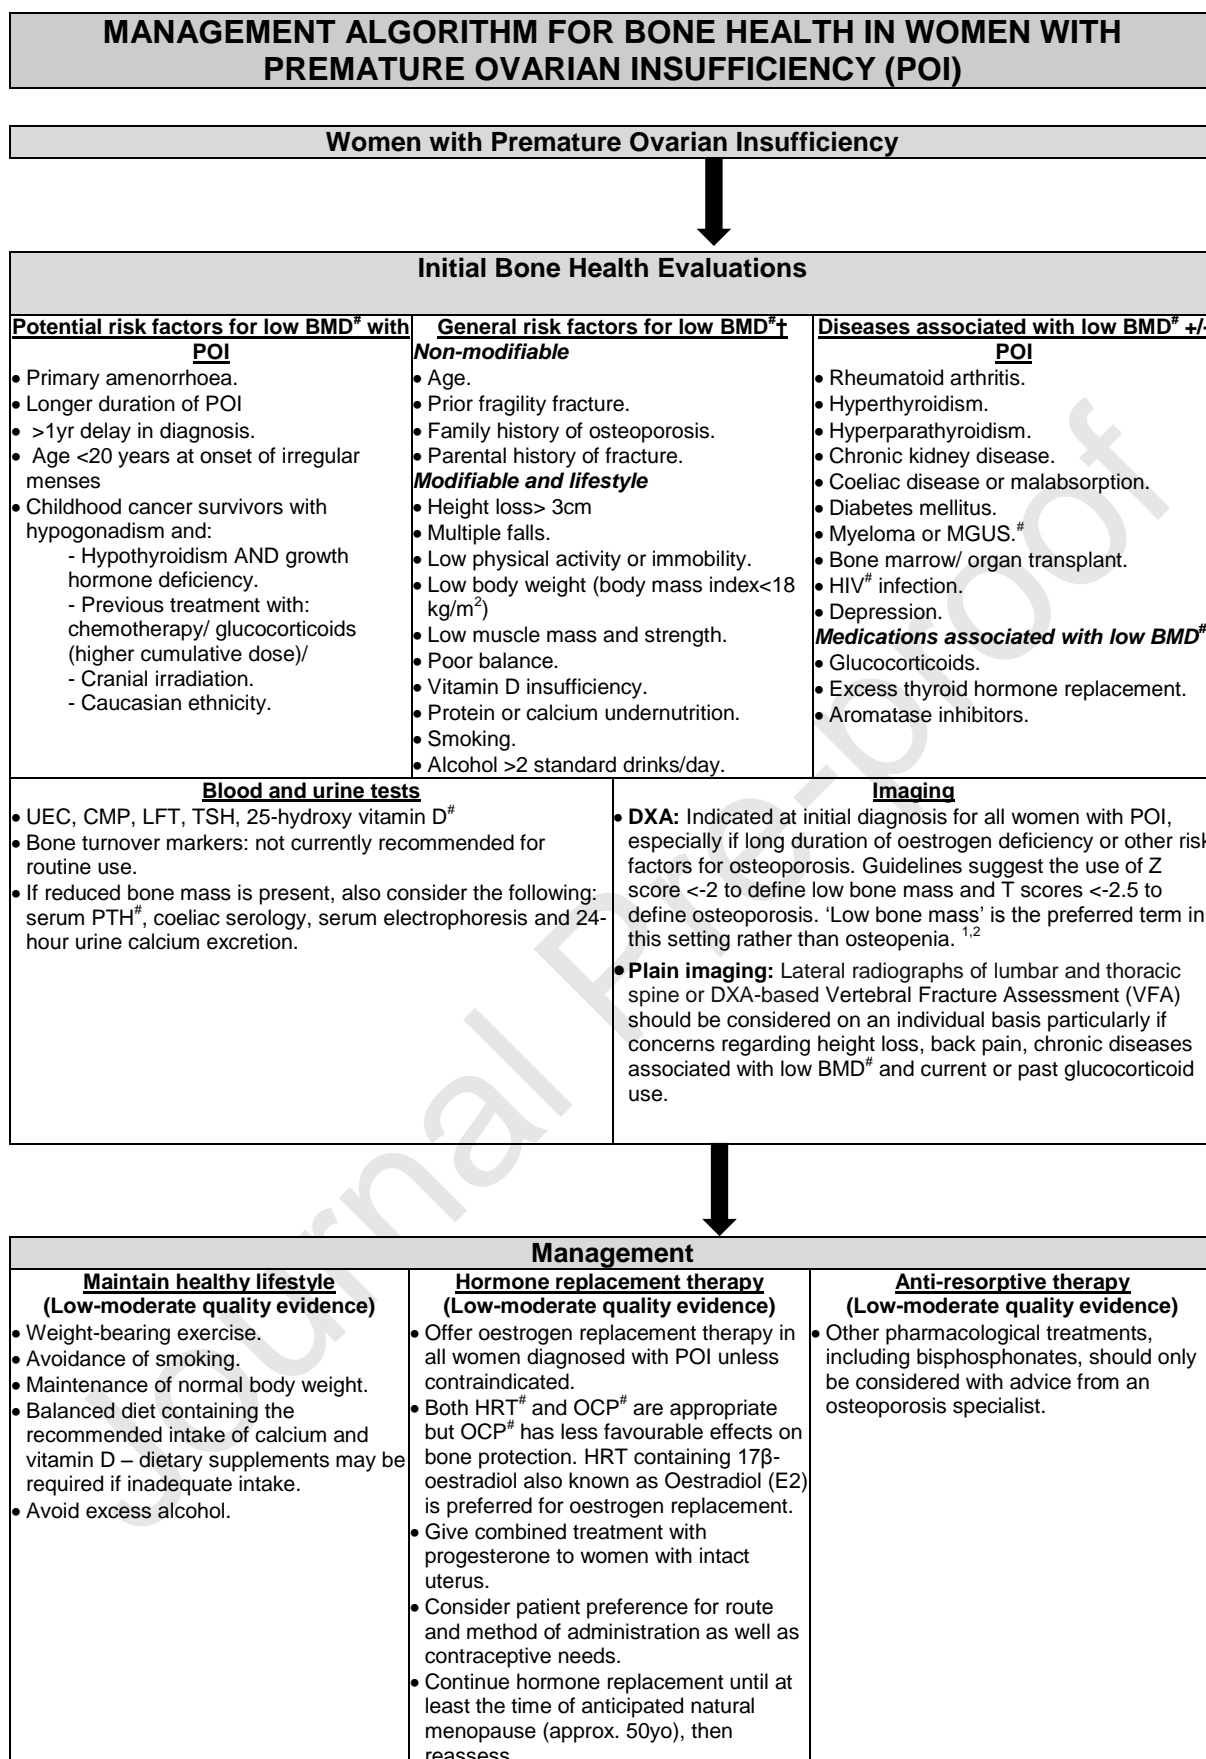 MANAGEMENT ALGORITHM FOR BONE HEALTH IN WOMEN WITH
PREMATURE OVARIAN INSUFFICIENCY (POI)
Women with Premature Ovarian Insufficiency
Initial Bone Health Evaluations
Potential risk factors for low BMD# with
POI
• Primary amenorrhoea.
• Longer duration of POI
• >1yr delay in diagnosis.
• Age <20 years at onset of irregular
menses
• Childhood cancer survivors with
hypogonadism and:
- Hypothyroidism AND growth
hormone deficiency.
- Previous treatment with:
chemotherapy/ glucocorticoids
(higher cumulative dose)/
- Cranial irradiation.
- Caucasian ethnicity.
General risk factors for low BMD#†
Non-modifiable
• Age.
• Prior fragility fracture.
• Family history of osteoporosis.
• Parental history of fracture.
Modifiable and lifestyle
• Height loss> 3cm
• Multiple falls.
• Low physical activity or immobility.
• Low body weight (body mass index<18
kg/m2)
• Low muscle mass and strength.
• Poor balance.
• Vitamin D insufficiency.
• Protein or calcium undernutrition.
• Smoking.
• Alcohol >2 standard drinks/day.
Diseases associated with low BMD# +/-
POI
• Rheumatoid arthritis.
• Hyperthyroidism.
• Hyperparathyroidism.
• Chronic kidney disease.
• Coeliac disease or malabsorption.
• Diabetes mellitus.
• Myeloma or MGUS.#
• Bone marrow/ organ transplant.
• HIV# infection.
• Depression.
Medications associated with low BMD#
• Glucocorticoids.
• Excess thyroid hormone replacement.
• Aromatase inhibitors.
Blood and urine tests
• UEC, CMP, LFT, TSH, 25-hydroxy vitamin D#
• Bone turnover markers: not currently recommended for
routine use.
• If reduced bone mass is present, also consider the following:
serum PTH#, coeliac serology, serum electrophoresis and 24-
hour urine calcium excretion.
Imaging
• DXA: Indicated at initial diagnosis for all women with POI,
especially if long duration of oestrogen deficiency or other risk
factors for osteoporosis. Guidelines suggest the use of Z
score <-2 to define low bone mass and T scores <-2.5 to
define osteoporosis. ‘Low bone mass’ is the preferred term in
this setting rather than osteopenia. 1,2
• Plain imaging: Lateral radiographs of lumbar and thoracic
spine or DXA-based Vertebral Fracture Assessment (VFA)
should be considered on an individual basis particularly if
concerns regarding height loss, back pain, chronic diseases
associated with low BMD# and current or past glucocorticoid
use.
Management
Maintain healthy lifestyle
(Low-moderate quality evidence)
• Weight-bearing exercise.
• Avoidance of smoking.
• Maintenance of normal body weight.
• Balanced diet containing the
recommended intake of calcium and
vitamin D – dietary supplements may be
required if inadequate intake.
• Avoid excess alcohol.
Hormone replacement therapy
(Low-moderate quality evidence)
• Offer oestrogen replacement therapy in
all women diagnosed with POI unless
contraindicated.
• Both HRT# and OCP# are appropriate
but OCP# has less favourable effects on
bone protection. HRT containing 17β-
oestradiol also known as Oestradiol (E2)
is preferred for oestrogen replacement.
• Give combined treatment with
progesterone to women with intact
uterus.
• Consider patient preference for route
and method of administration as well as
contraceptive needs.
• Continue hormone replacement until at
least the time of anticipated natural
menopause (approx. 50yo), then
reassess
Anti-resorptive therapy
(Low-moderate quality evidence)
• Other pharmacological treatments,
including bisphosphonates, should only
be considered with advice from an
osteoporosis specialist.
Journal Pre-proof